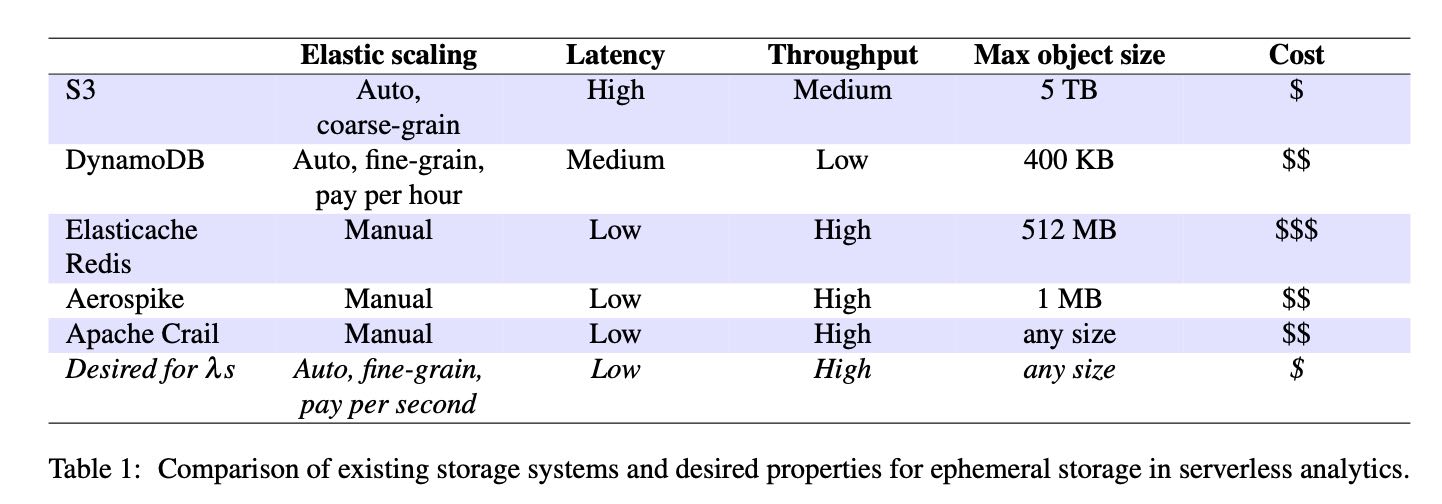 Elastic scaling Latency Throughput Max object size Cost
S3 Auto, High Medium 5 TB $
coarse-grain
DynamoDB Auto, fine-grain, Medium Low 400 KB $$
pay per hour
Elasticache Manual Low High 512 MB $$$
Redis
Aerospike Manual Low High 1 MB $$
Apache Crail Manual Low High any size $$
Desired for λs Auto, fine-grain, Low High any size $
pay per second
Table 1: Comparison of existing storage systems and desired properties for ephemeral storage in serverless analytics.